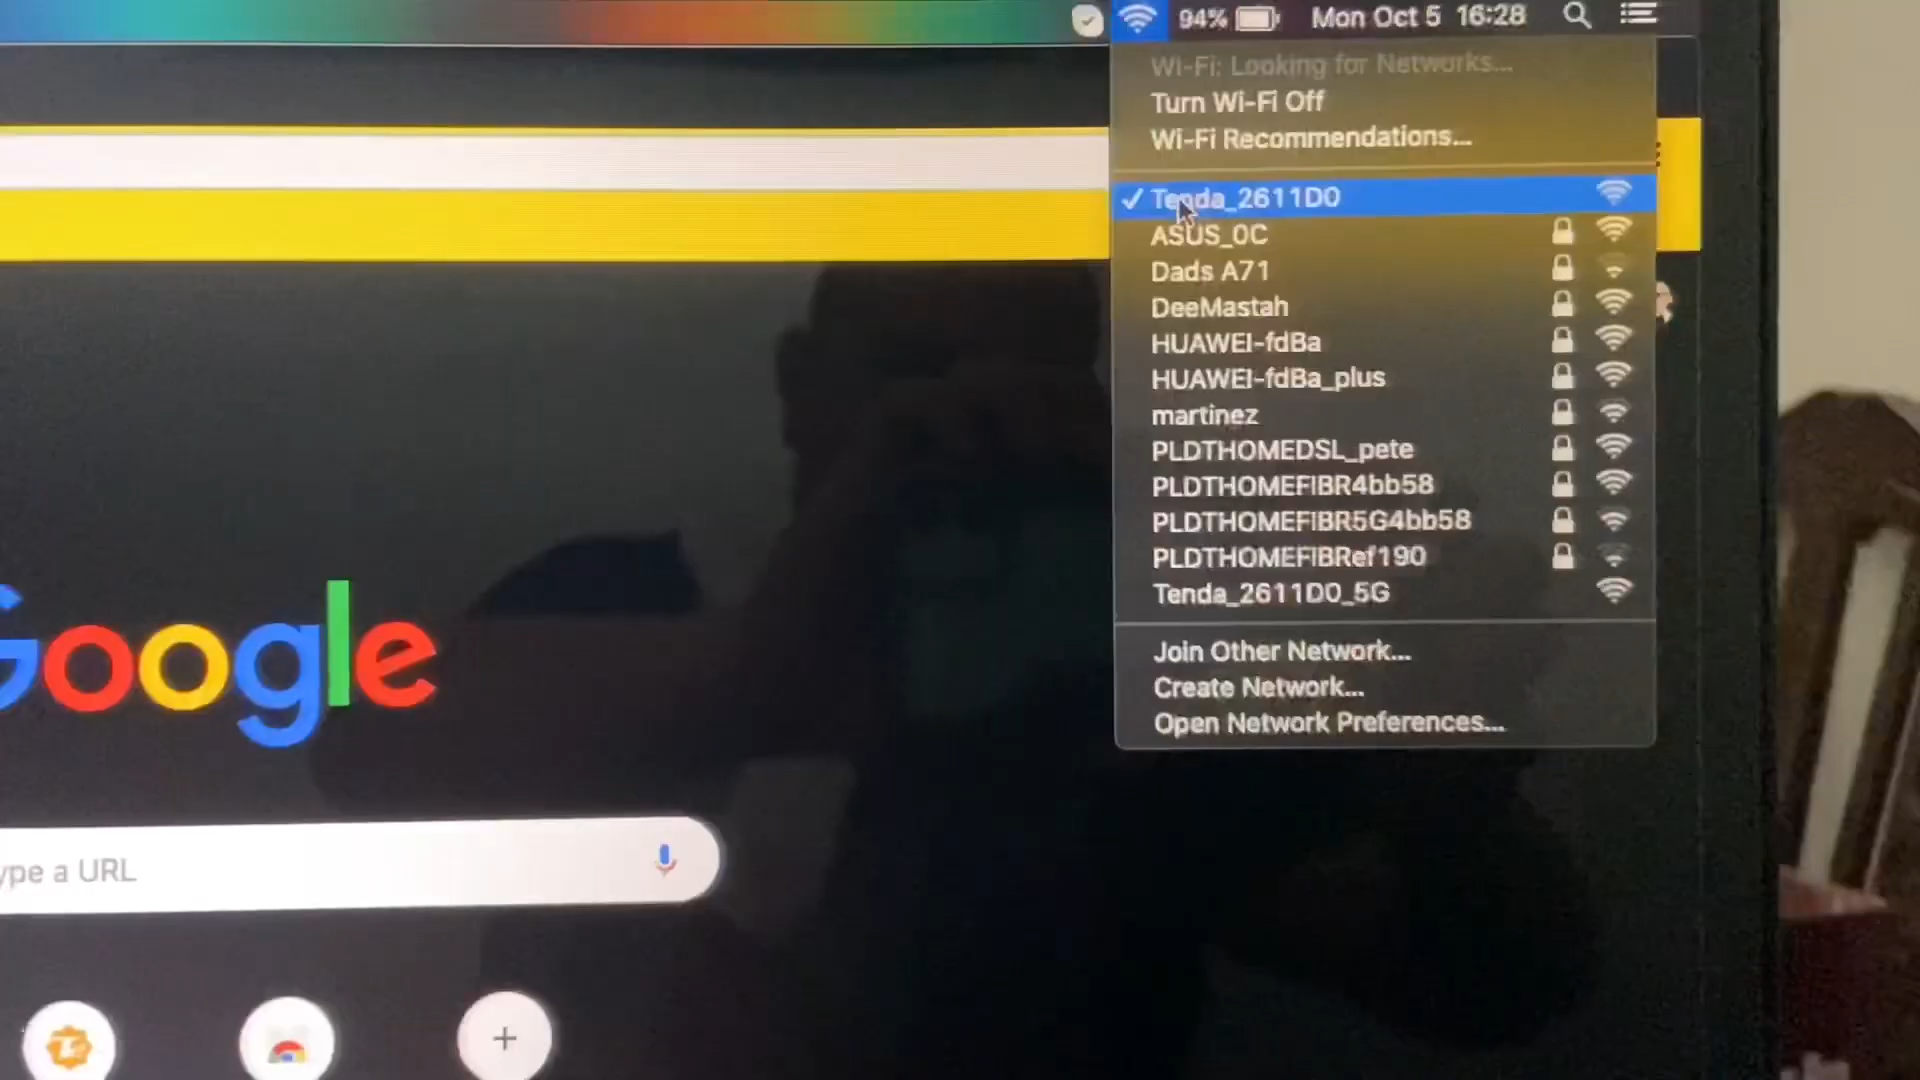 94% Mon Oct 5 16:28
Wi-Fi: Looking for Networks...
Turn Wi-Fi Off
Wi-Fi Recommendations...
Tenda_2611D0
ASUS_0C
Dads A71
DeeMastah
HUAWEI-fdBa
HUAWEI-fdBa_plus
martinez
PLDTHOMEDSL_pete
PLDTHOMEFIBR4bb58
PLDTHOMEFIBR5G4bb58
PLDTHOMEFIBRef190
Tenda_2611D0_5G
Join Other Network...
Create Network...
Open Network Preferences...
Google
ype a URL